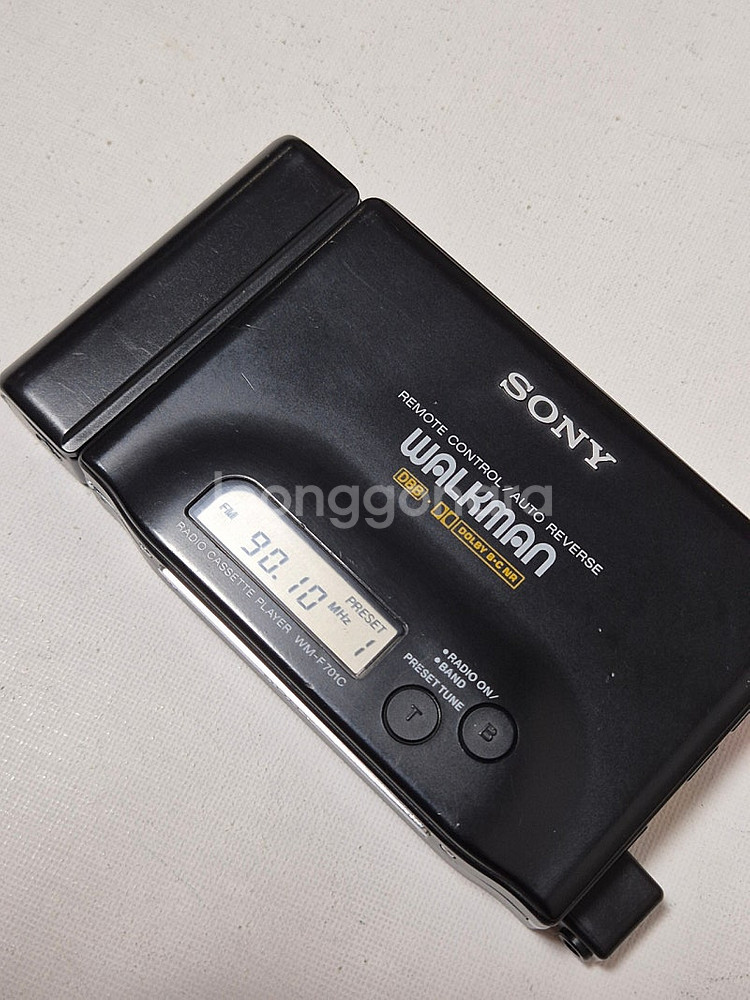 SONY
REMOTE CONTROL/AUTO REVERSE
WALKMAN
DBB DOLBY B-C NR
FM 90.10 MHz PRESET 1
RADIO CASSETTE PLAYER WM-F701C
•RADIO ON/
•BAND
PRESET TUNE
T B